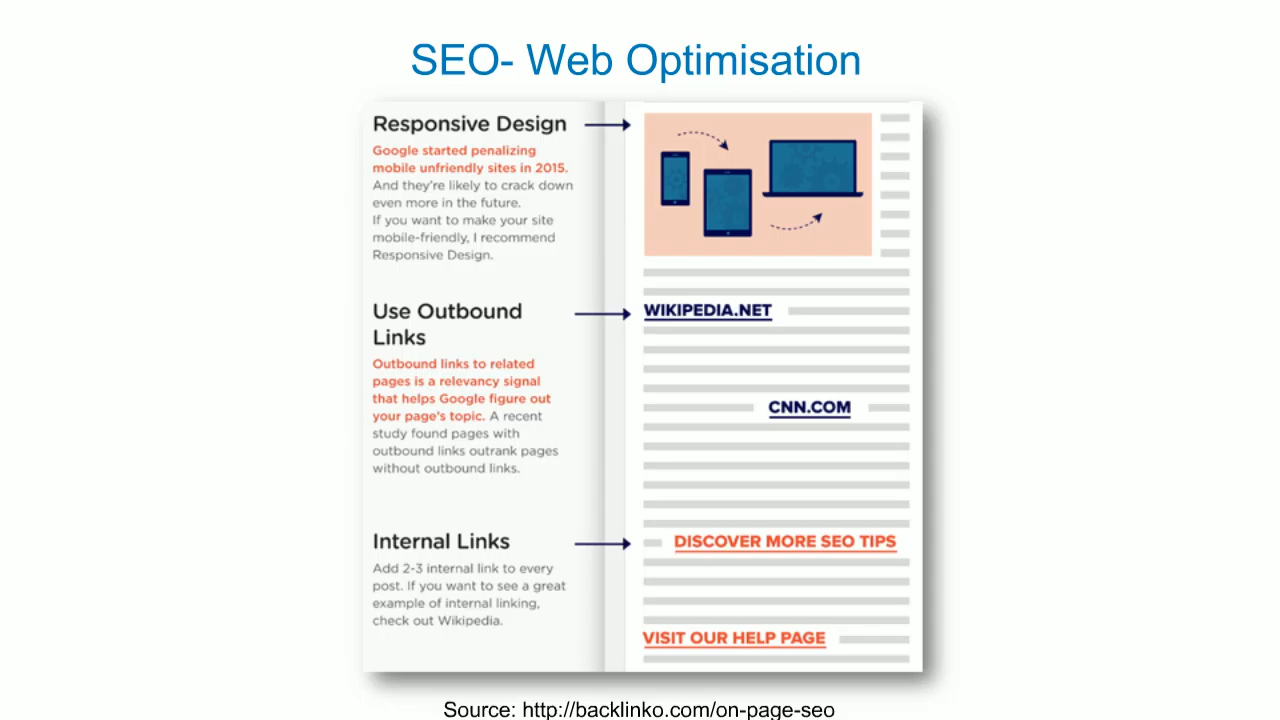 SEO- Web Optimisation
Responsive Design
Google started penalizing
mobile unfriendly sites in 2015.
And they're likely to crack down
even more in the future.
If you want to make your site
mobile-friendly, I recommend
Responsive Design.
Use Outbound
Links
Outbound links to related
pages is a relevancy signal
that helps Google figure out
your page's topic. A recent
study found pages with
outbound links outrank pages
without outbound links.
Internal Links
Add 2-3 internal link to every
post. If you want to see a great
example of internal linking,
check out Wikipedia.
WIKIPEDIA.NET
CNN.COM
DISCOVER MORE SEO TIPS
VISIT OUR HELP PAGE
Source: http://backlinko.com/on-page-seo